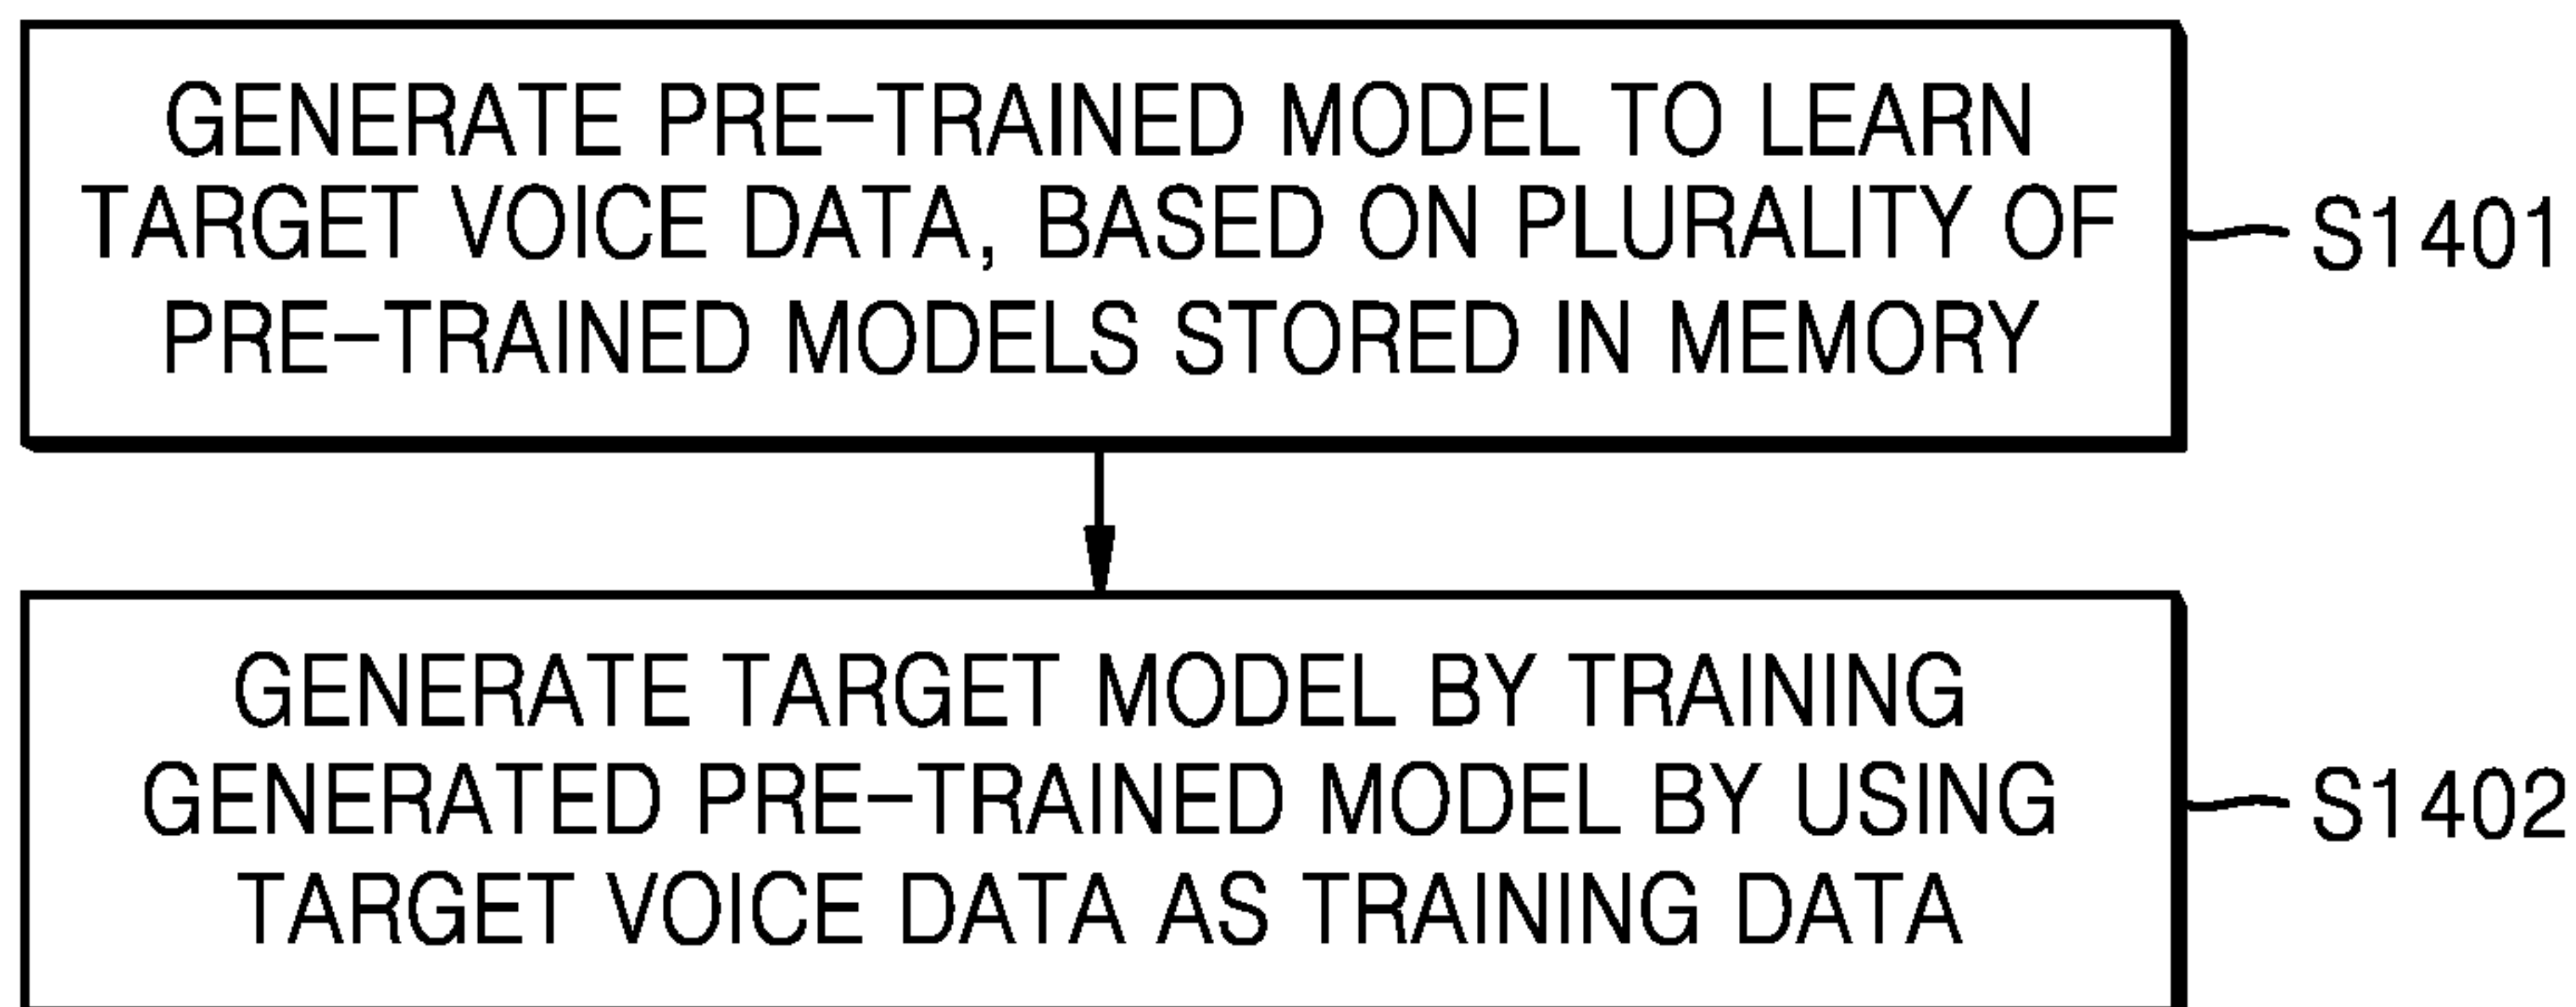 GENERATE PRE-TRAINED MODEL TO LEARN
TARGET VOICE DATA, BASED ON PLURALITY OF
PRE-TRAINED MODELS STORED IN MEMORY
S1401
GENERATE TARGET MODEL BY TRAINING
GENERATED PRE-TRAINED MODEL BY USING
TARGET VOICE DATA AS TRAINING DATA
S1402